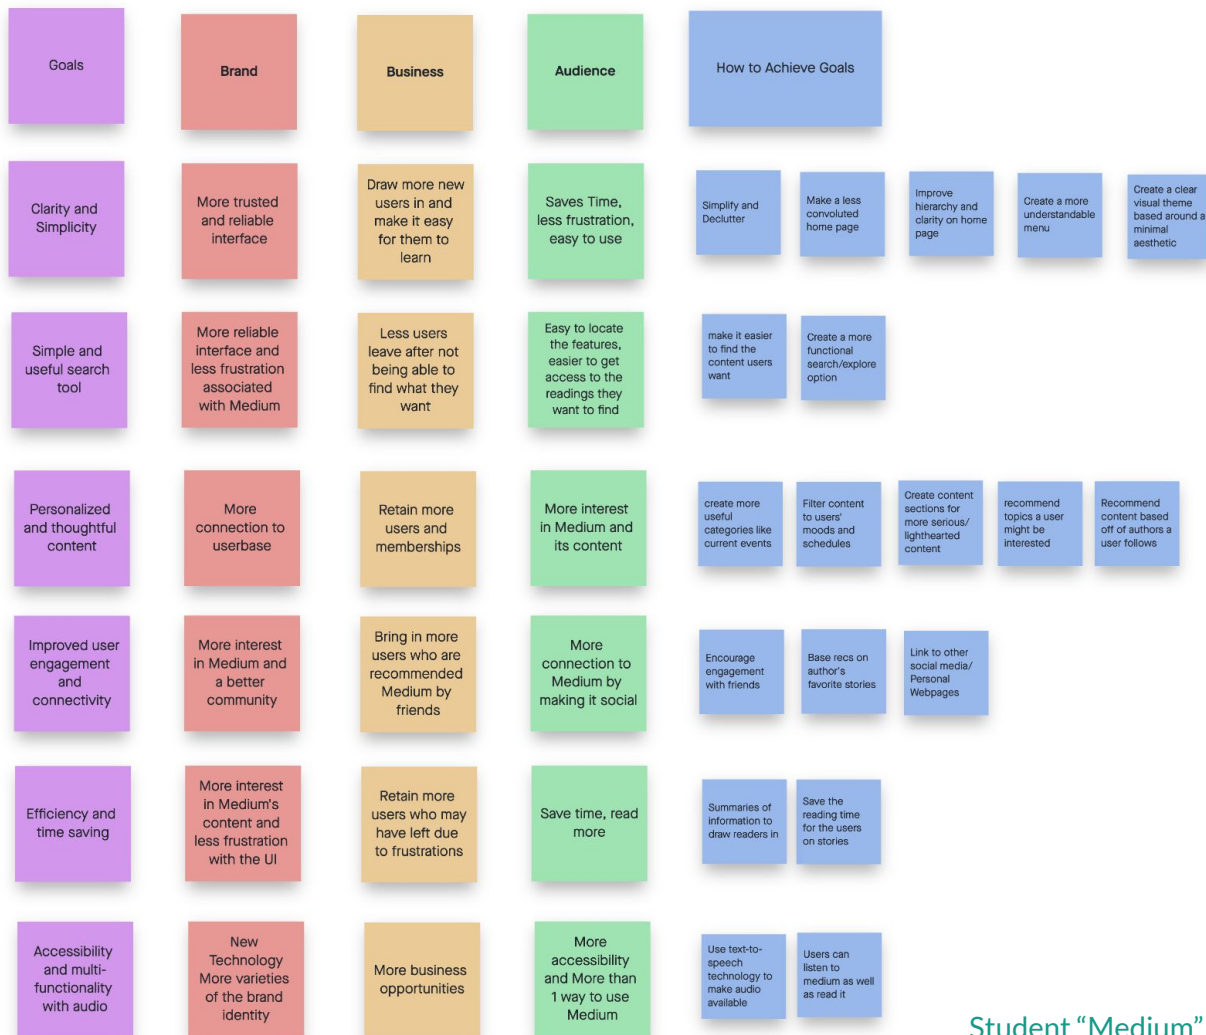 Goals
Brand
Business
Audience
How to Achieve Goals
Clarity and
Simplicity
More trusted
and reliable
interface
Draw more new
users in and
make it easy
for them to
learn
Saves Time,
less frustration,
easy to use
Simplify and
Declutter
Make a less
convoluted
home page
Improve
hierarchy and
clarity on home
page
Create a more
understandable
menu
Create a clear
visual theme
based around a
minimal
aesthetic
Simple and
useful search
tool
More reliable
interface and
less frustration
associated
with Medium
Less users
leave after not
being able to
find what they
want
Easy to locate
the features,
easier to get
access to the
readings they
want to find
make it easier
to find the
content users
want
Create a more
functional
search/explore
option
Personalized
and thoughtful
content
More
connection to
userbase
Retain more
users and
memberships
More interest
in Medium and
its content
create more
useful
categories like
current events
Filter content
to users'
moods and
schedules
Create content
sections for
more serious/
lighthearted
content
recommend
topics a user
might be
interested
Recommend
content based
off of authors a
user follows
Improved user
engagement
and
connectivity
More interest
in Medium and
a better
community
Bring in more
users who are
recommended
Medium by
friends
More
connection to
Medium by
making it social
Encourage
engagement
with friends
Base recs on
author's
favorite stories
Link to other
social media/
Personal
Webpages
Efficiency and
time saving
More interest
in Medium's
content and
less frustration
with the UI
Retain more
users who may
have left due
to frustrations
Save time, read
more
Summaries of
information to
draw readers in
Save the
reading time
for the users
on stories
Accessibility
and multi-
functionality
with audio
New
Technology
More varieties
of the brand
identity
More business
opportunities
More
accessibility
and More than
1 way to use
Medium
Use text-to-
speech
technology to
make audio
available
Users can
listen to
medium as well
as read it
Student “Medium”